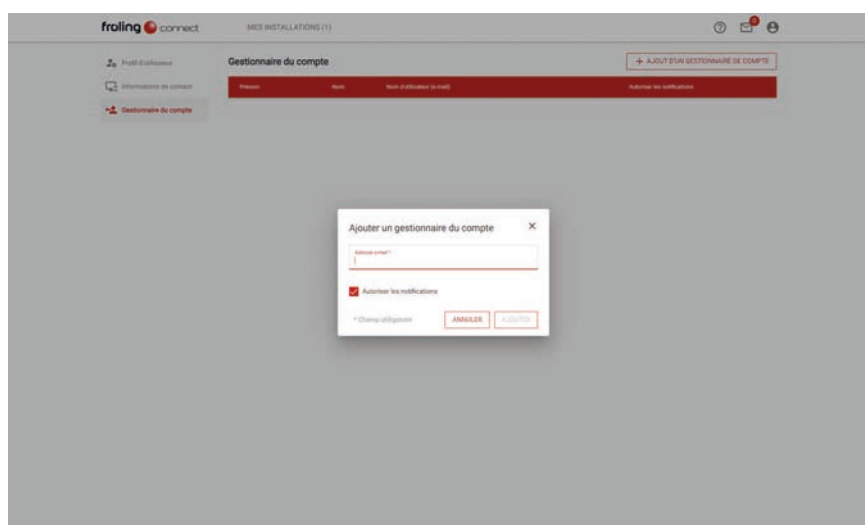 froling connect
MES INSTALLATIONS (1)
0
Profil d'utilisateur
Informations de contact
Gestionnaire du compte
Gestionnaire du compte
+ AJOUT D'UN GESTIONNAIRE DE COMPTE
Prénom Nom Nom d'utilisateur (e-mail) Autoriser les notifications
Ajouter un gestionnaire du compte
Adresse e-mail *
Autoriser les notifications
* Champ obligatoire
ANNULER
AJOUTER